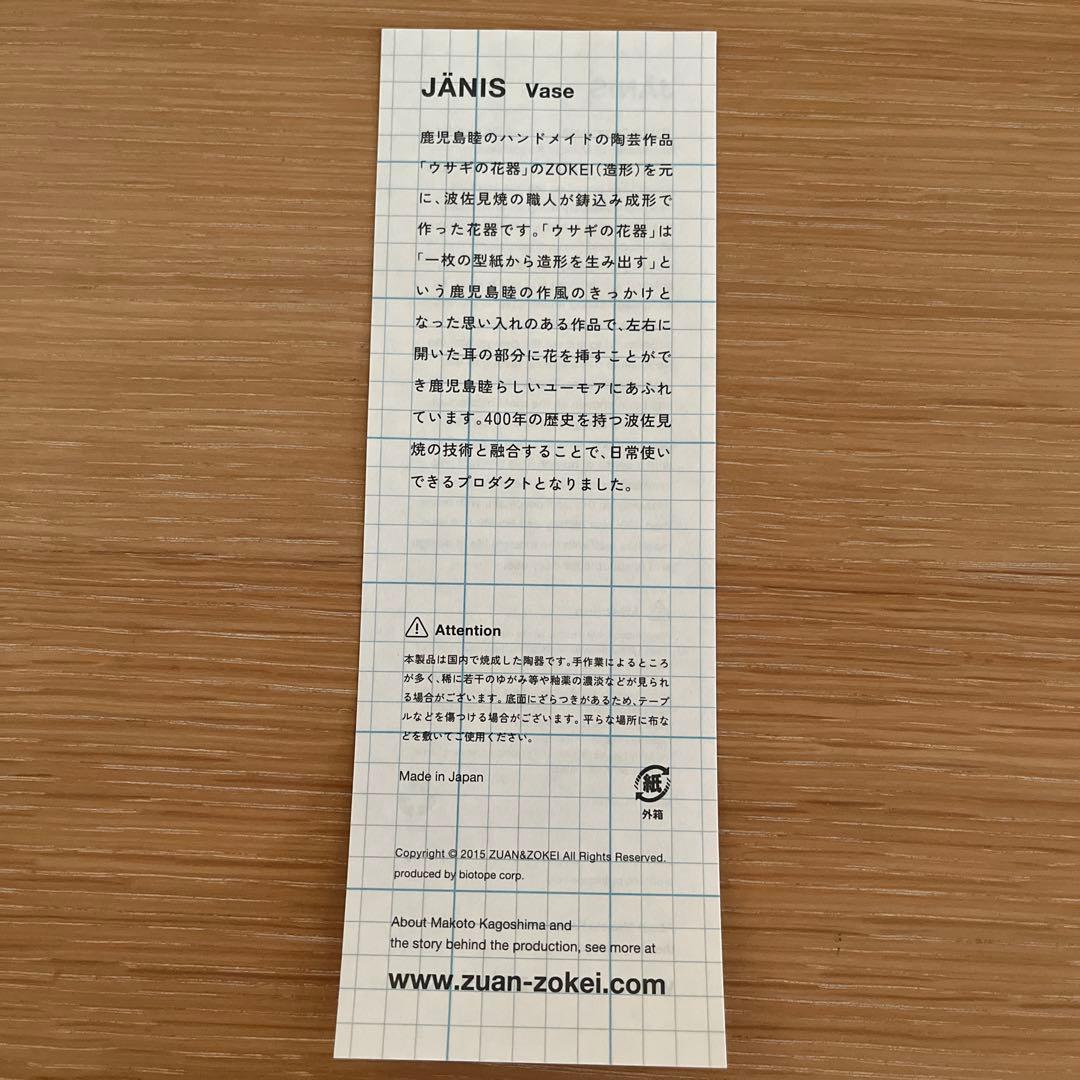 JÄNIS Vase
鹿児島睦のハンドメイドの陶芸作品
「ウサギの花器」のZOKEI(造形)を元
に、波佐見焼の職人が鋳込み成形で
作った花器です。「ウサギの花器」は
「一枚の型紙から造形を生み出す」と
いう鹿児島睦の作風のきっかけと
なった思い入れのある作品で、左右に
開いた耳の部分に花を挿すことがで
き鹿児島睦らしいユーモアにあふれ
ています。400年の歴史を持つ波佐見
焼の技術と融合することで、日常使い
できるプロダクトとなりました。
Attention
本製品は国内で焼成した陶器です。手作業によるところ
が多く、稀に若干のゆがみ等や釉薬の濃淡などが見られ
る場合がございます。底面にざらつきがあるため、テーブ
ルなどを傷つける場合がございます。平らな場所に布な
どを敷いてご使用ください。
Made in Japan
紙
外箱
Copyright © 2015 ZUAN&ZOKEI All Rights Reserved.
produced by biotope corp.
About Makoto Kagoshima and
the story behind the production, see more at
www.zuan-zokei.com